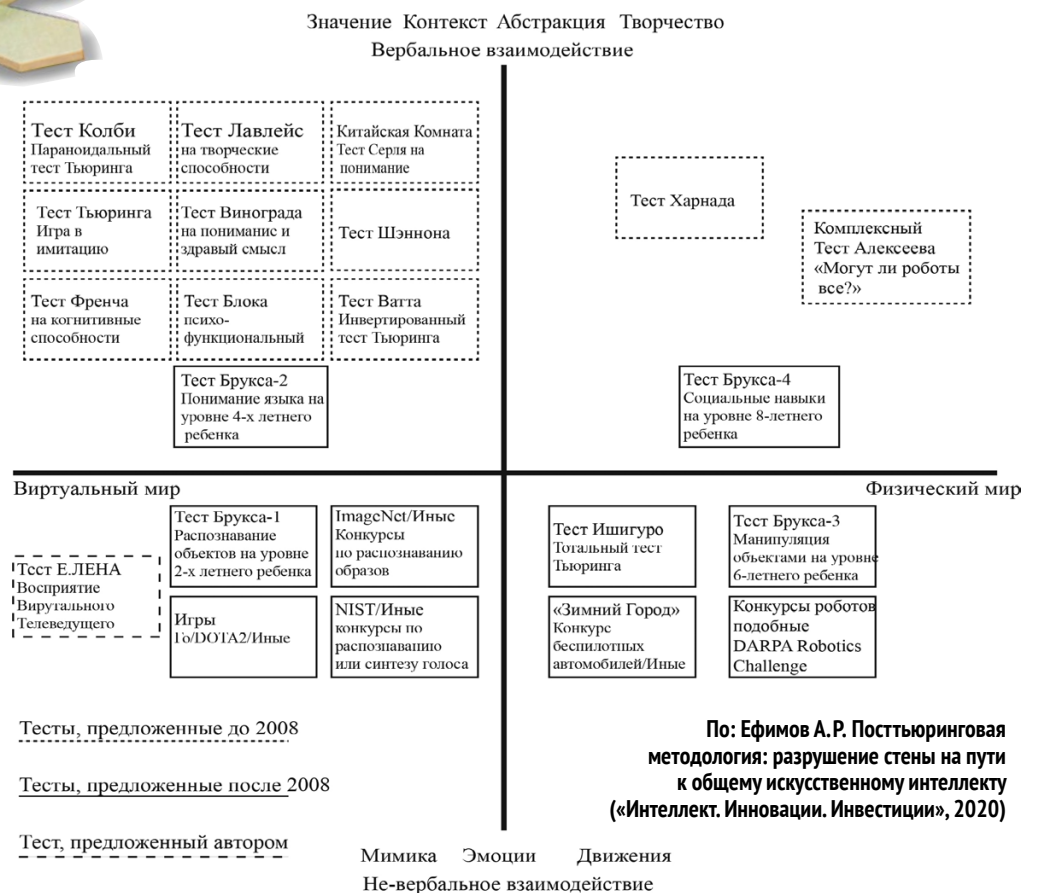 Значение Контекст Абстракция Творчество
Вербальное взаимодействие
Тест Колби
Параноидальный
тест Тьюринга
Тест Лавлейс
на творческие
способности
Китайская Комната
Тест Серля на
понимание
Тест Тьюринга
Игра в
имитацию
Тест Винограда
на понимание и
здравый смысл
Тест Шэннона
Тест Френча
на когнитивные
способности
Тест Блока
психо-
функциональный
Тест Ватта
Инвертированный
тест Тьюринга
Тест Брукса-2
Понимание языка на
уровне 4-х летнего
ребенка
Тест Харнада
Комплексный
Тест Алексеева
«Могут ли роботы
все?»
Тест Брукса-4
Социальные навыки
на уровне 8-летнего
ребенка
Виртуальный мир
Физический мир
Тест Е.ЛЕНА
Восприятие
Вирутального
Телеведущего
Тест Брукса-1
Распознавание
объектов на уровне
2-х летнего ребенка
ImageNet/Иные
Конкурсы
по распознаванию
образов
Игры
Го/DOTA2/Иные
NIST/Иные
конкурсы по
распознаванию
или синтезу голоса
Тест Ишигуро
Тотальный тест
Тьюринга
Тест Брукса-3
Манипуляция
объектами на уровне
6-летнего ребенка
«Зимний Город»
Конкурс
беспилотных
автомобилей/Иные
Конкурсы роботов
подобные
DARPA Robotics
Challenge
Тесты, предложенные до 2008
Тесты, предложенные после 2008
Тест, предложенный автором
По: Ефимов А. Р. Посттьюринговая
методология: разрушение стены на пути
к общему искусственному интеллекту
(«Интеллект. Инновации. Инвестиции», 2020)
Мимика Эмоции Движения
Не-вербальное взаимодействие